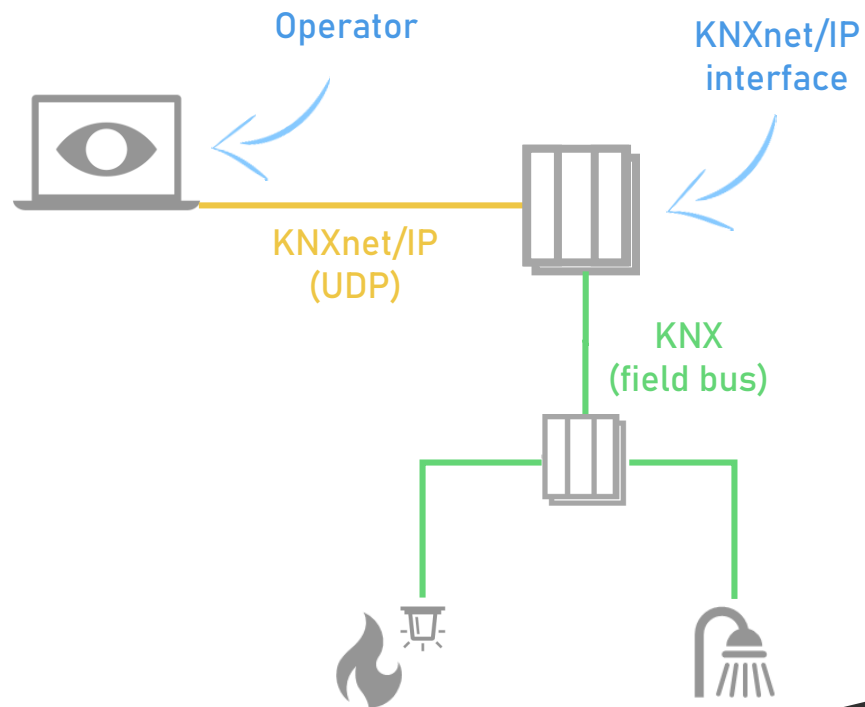 Operator
KNXnet/IP
interface
KNXnet/IP
(UDP)
KNX
(field bus)